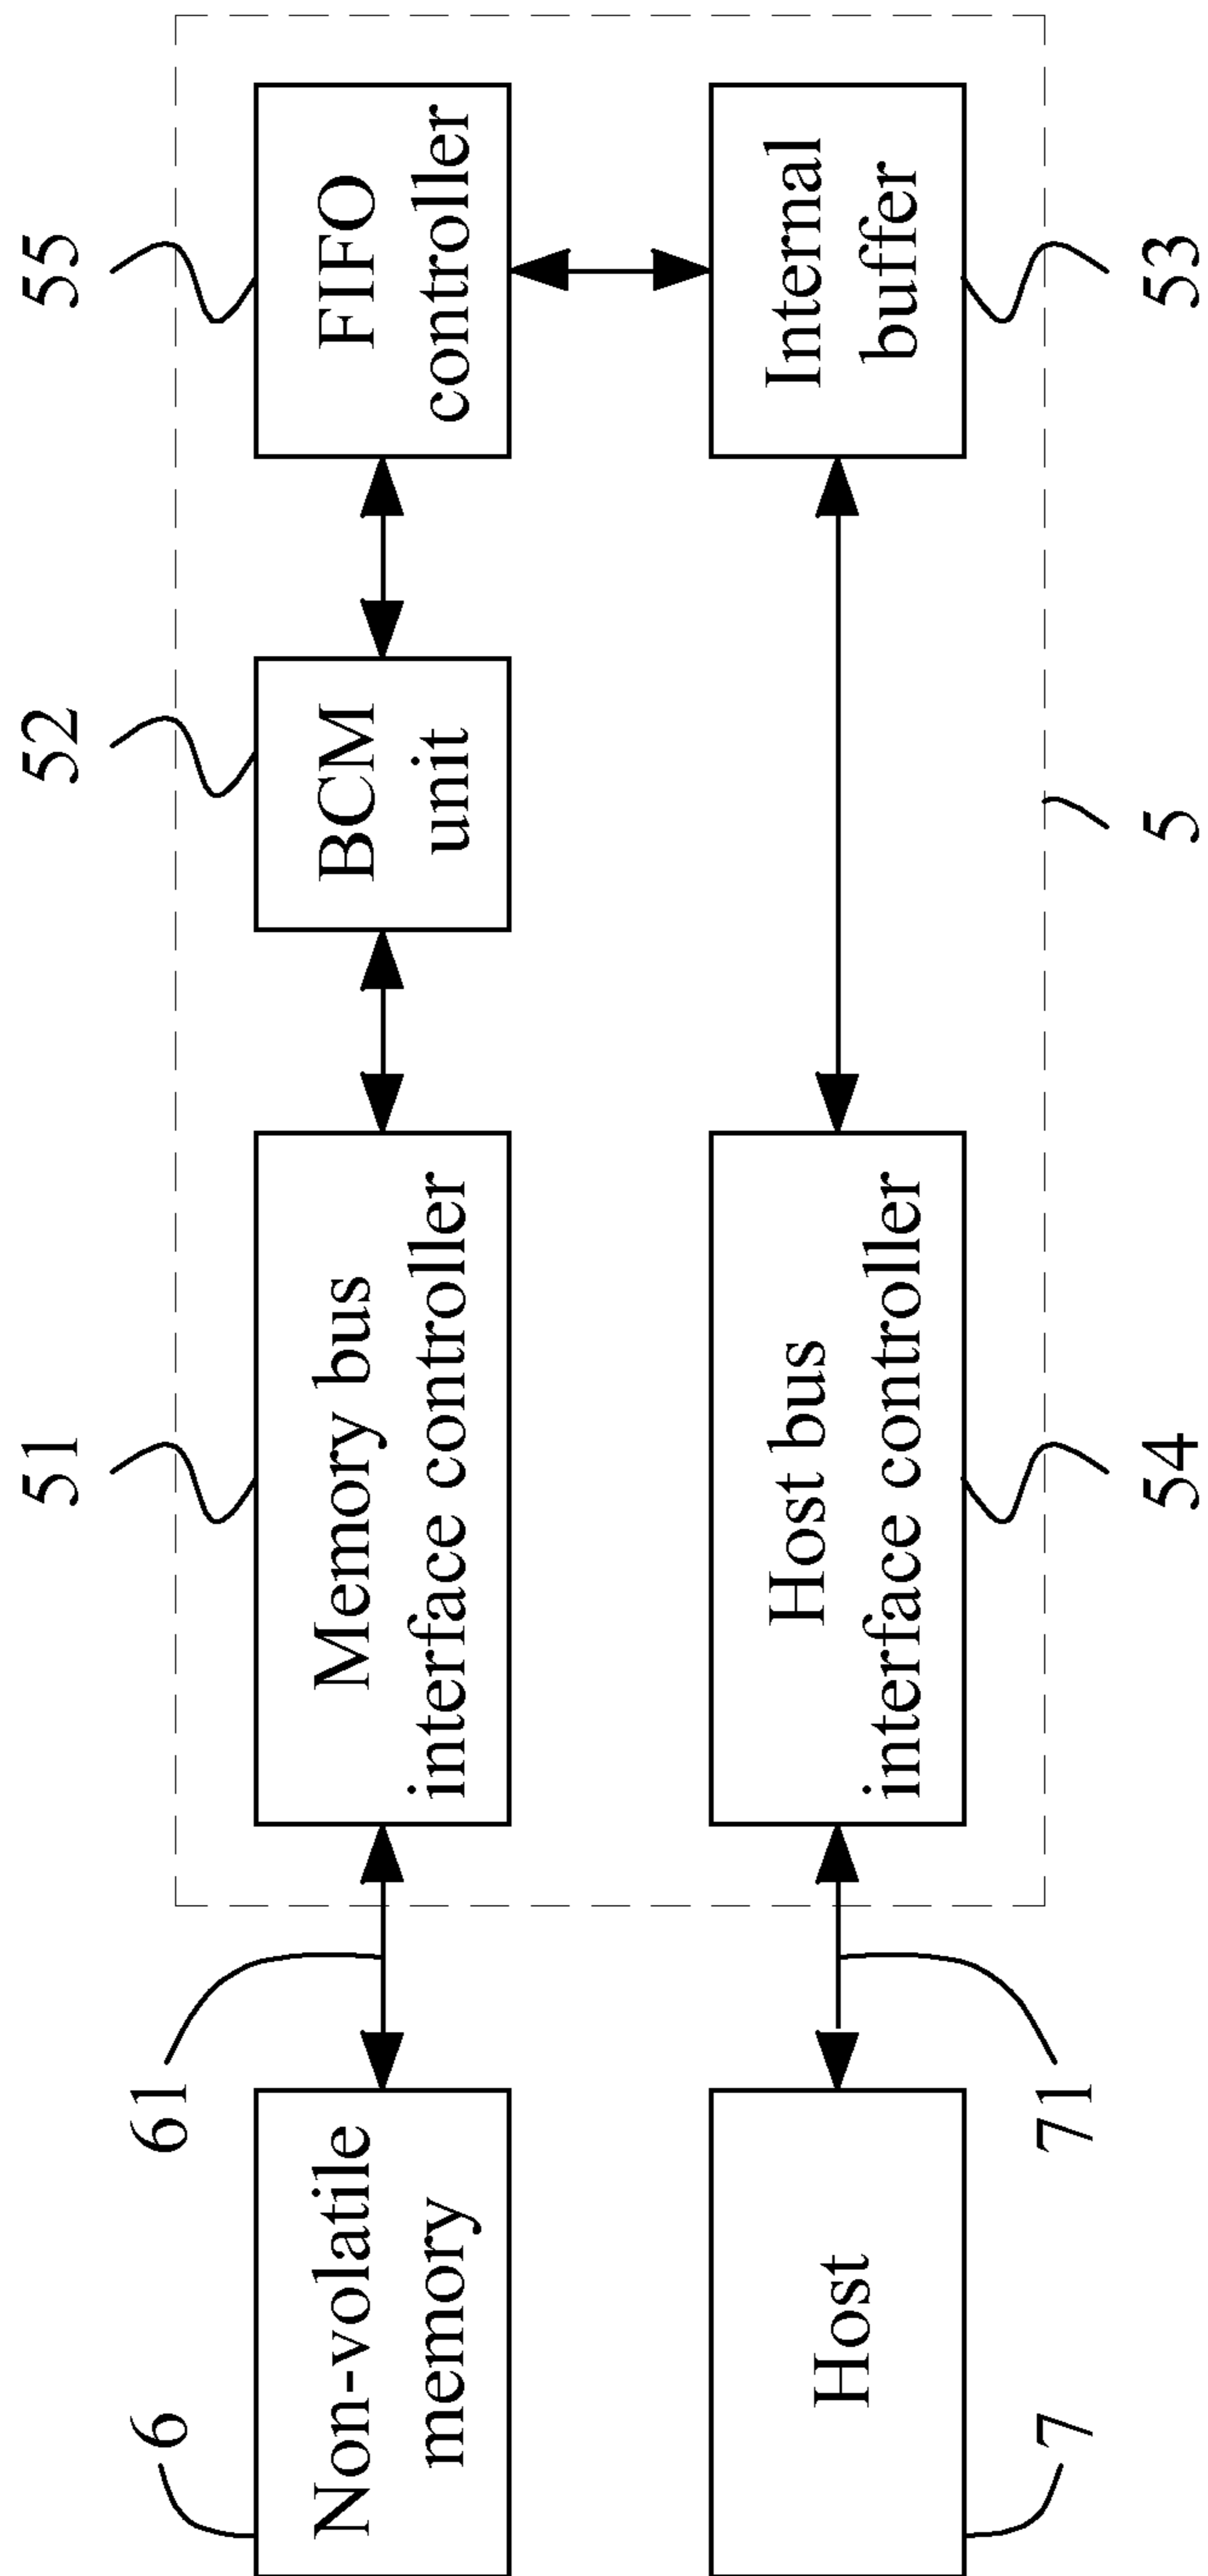 6
61
51
52
55
Non-volatile
memory
Memory bus
interface controller
BCM
unit
FIFO
controller
Host
Host bus
interface controller
Internal
buffer
7
71
54
5
53